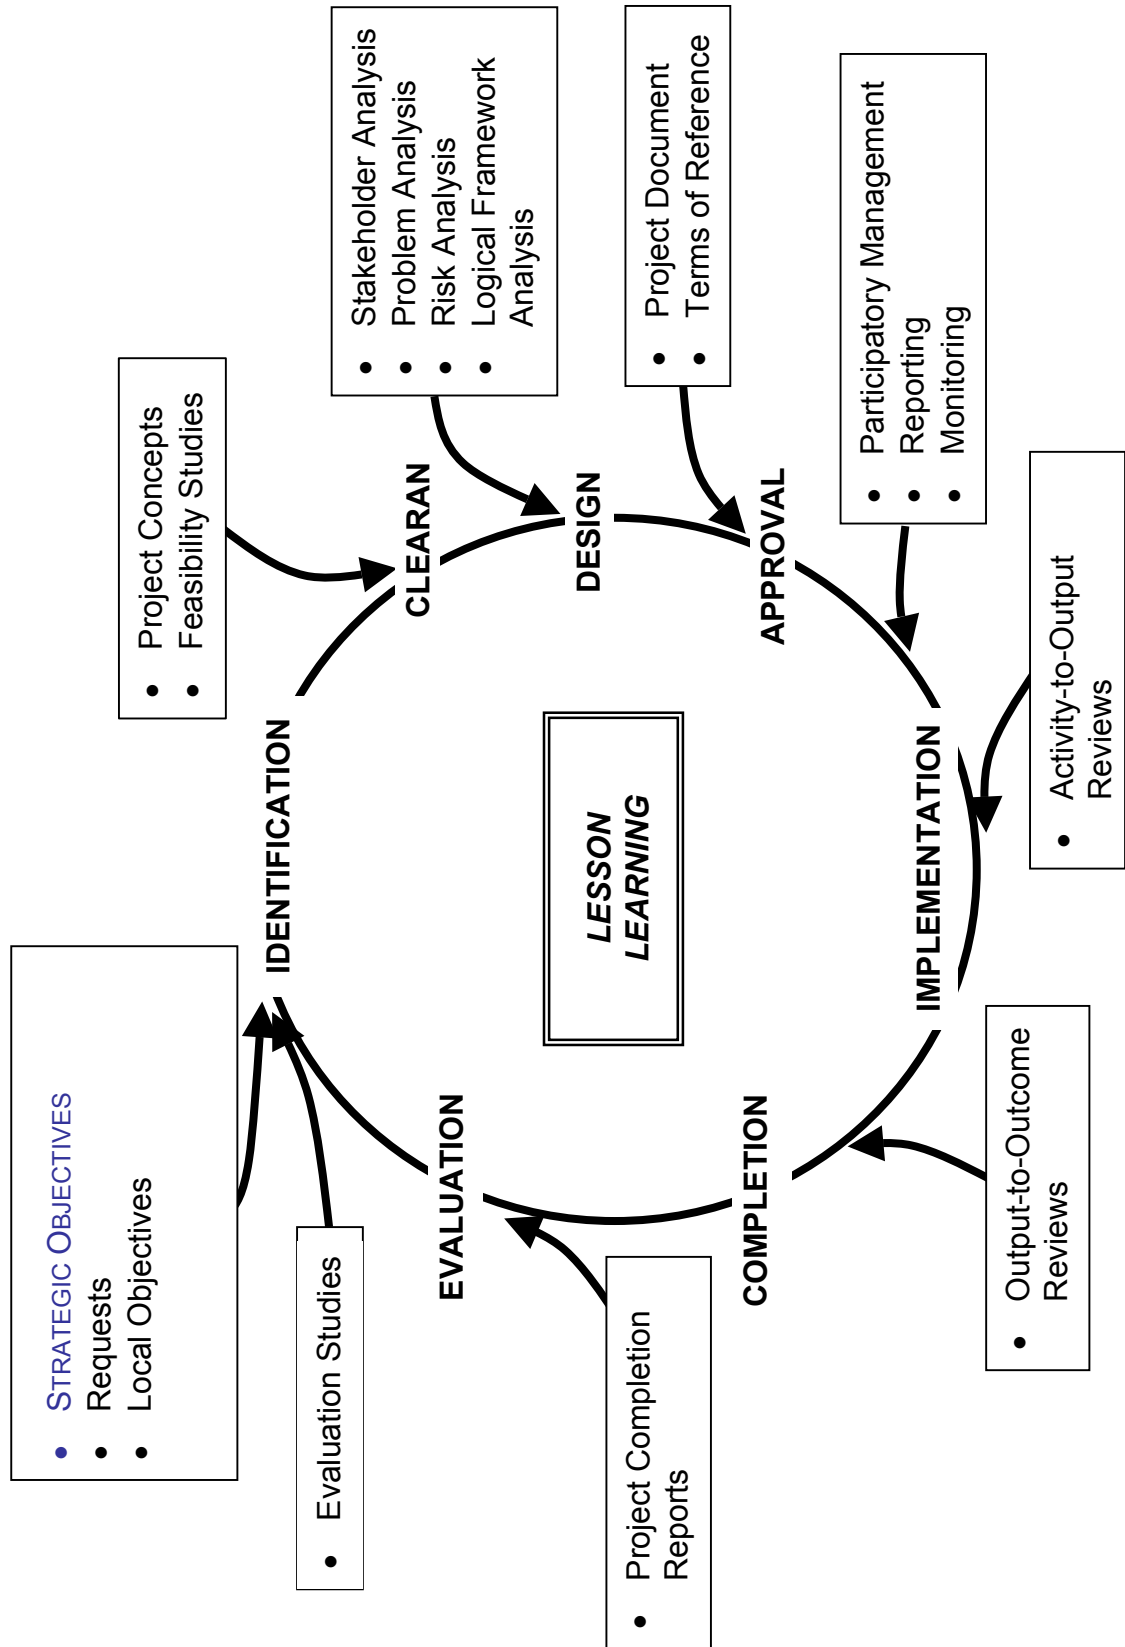 • STRATEGIC OBJECTIVES
• Requests
• Local Objectives
• Project Concepts
• Feasibility Studies
IDENTIFICATION
• Evaluation Studies
CLEARAN
• Stakeholder Analysis
• Problem Analysis
• Risk Analysis
• Logical Framework
Analysis
EVALUATION
DESIGN
LESSON
LEARNING
• Project Completion
Reports
• Project Document
• Terms of Reference
COMPLETION
APPROVAL
• Participatory Management
• Reporting
• Monitoring
IMPLEMENTATION
• Output-to-Outcome
Reviews
• Activity-to-Output
Reviews